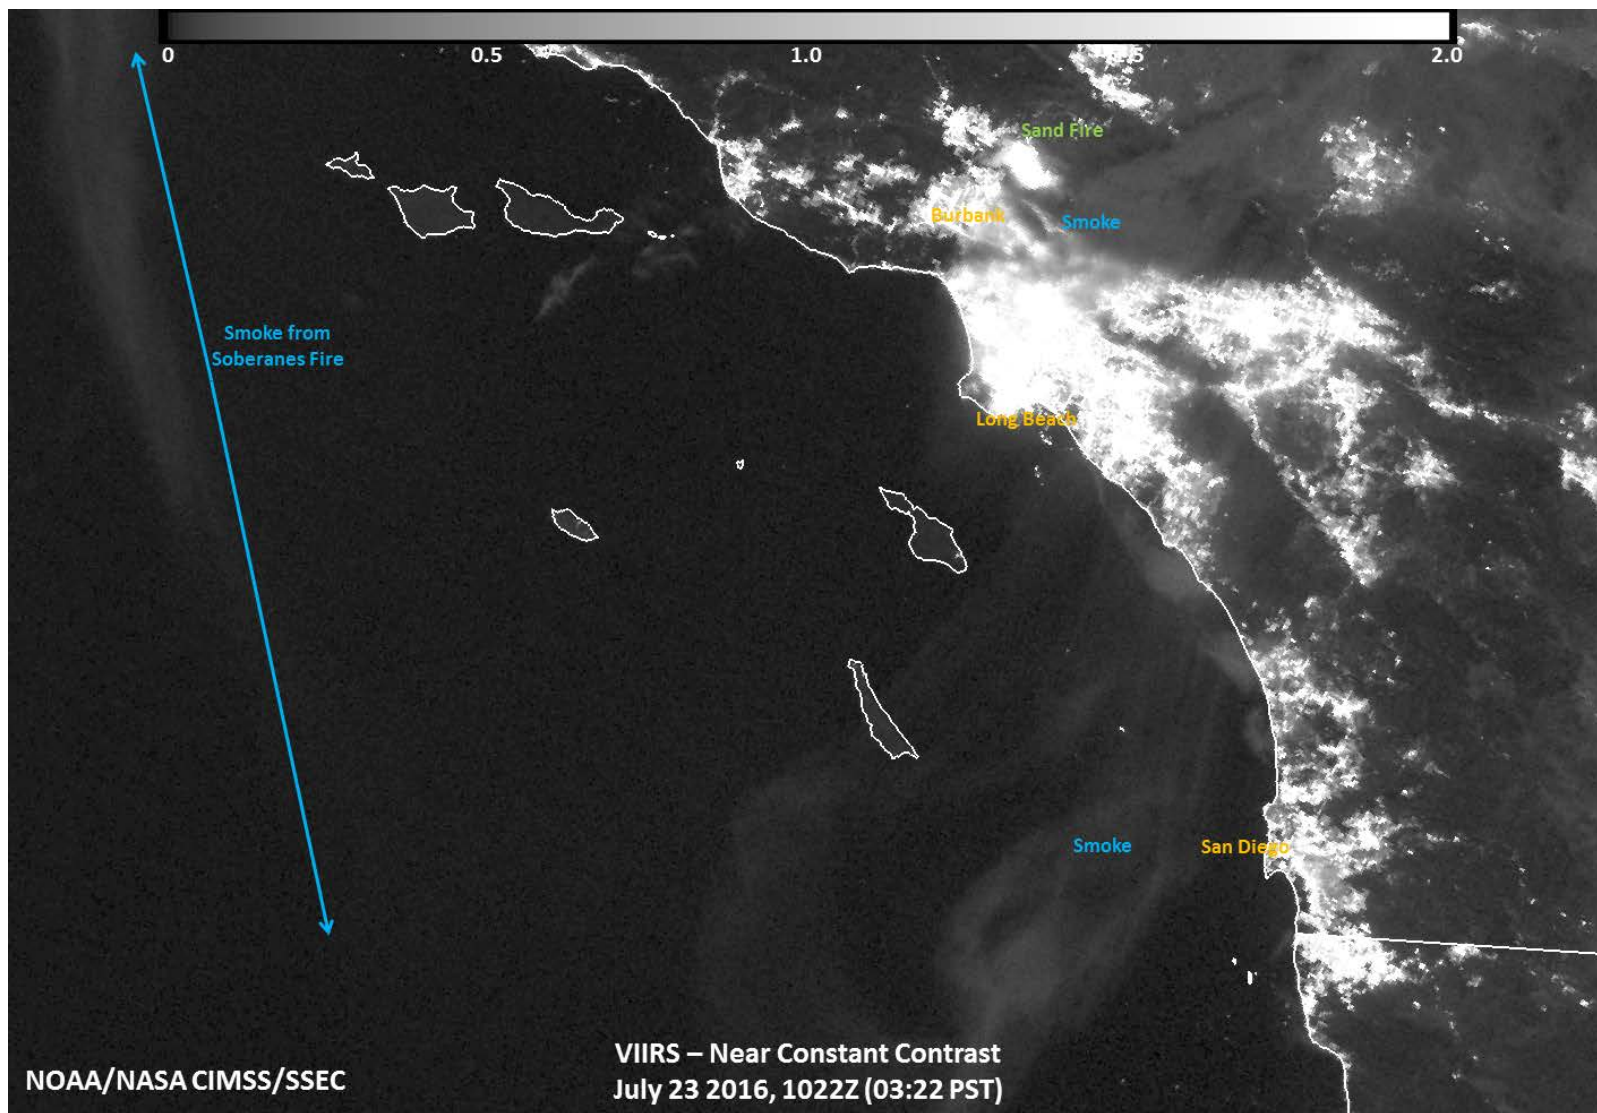 0 0.5 1.0 2.0
Sand Fire
Burbank
Smoke
Smoke from
Soberanes Fire
Long Beach
Smoke
San Diego
VIIRS – Near Constant Contrast
July 23 2016, 1022Z (03:22 PST)
NOAA/NASA CIMSS/SSEC